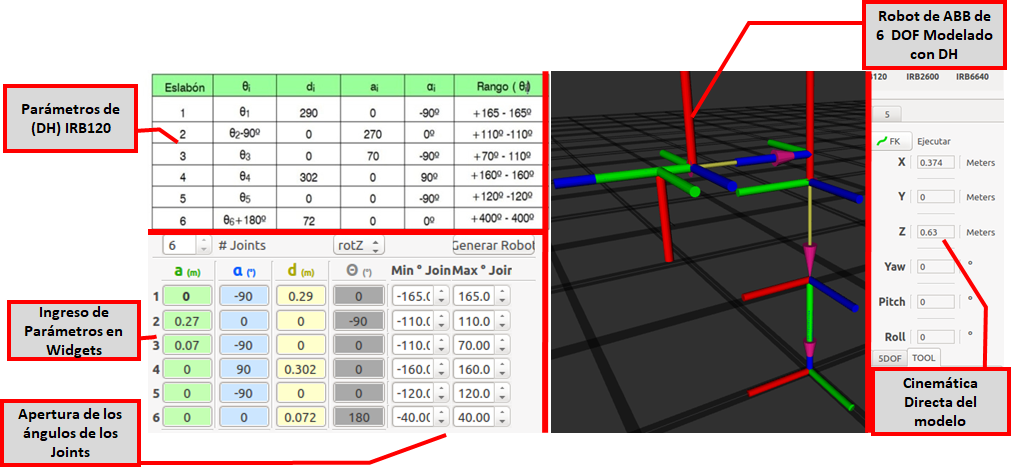 Robot de ABB de
6 DOF Modelado
con DH
Parámetros de
(DH) IRB120
Eslabón θi di ai αi Rango ( θi)
1 θ1 290 0 -90º +165 - 165º
2 θ2-90º 0 270 0º +110º -110º
3 θ3 0 70 -90º +70º - 110º
4 θ4 302 0 90º +160º - 160º
5 θ5 0 0 -90º +120º -120º
6 θ6+180º 72 0 0º +400º - 400º
6 # Joints rotZ Generar Robot
a (m) α (°) d (m) Θ (°) Min ° Join Max ° Joir
1 0 -90 0.29 0 -165.0 165.0
2 0.27 0 0 -90 -110.0 110.0
3 0.07 -90 0 0 -110.0 70.00
4 0 90 0.302 0 -160.0 160.0
5 0 -90 0 0 -120.0 120.0
6 0 0 0.072 180 -40.00 40.00
Ingreso de
Parámetros en
Widgets
Apertura de los
ángulos de los
Joints
120 IRB2600 IRB6640
5
FK Ejecutar
X 0.374 Meters
Y 0 Meters
Z 0.63 Meters
Yaw 0 °
Pitch 0 °
Roll 0 °
5DOF TOOL
Cinemática
Directa del
modelo